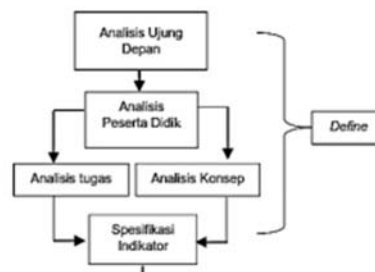 Analisis Ujung
Depan
Analisis
Peserta Didik
Define
Analisis tugas
Analisis Konsep
Spesifikasi
Indikator